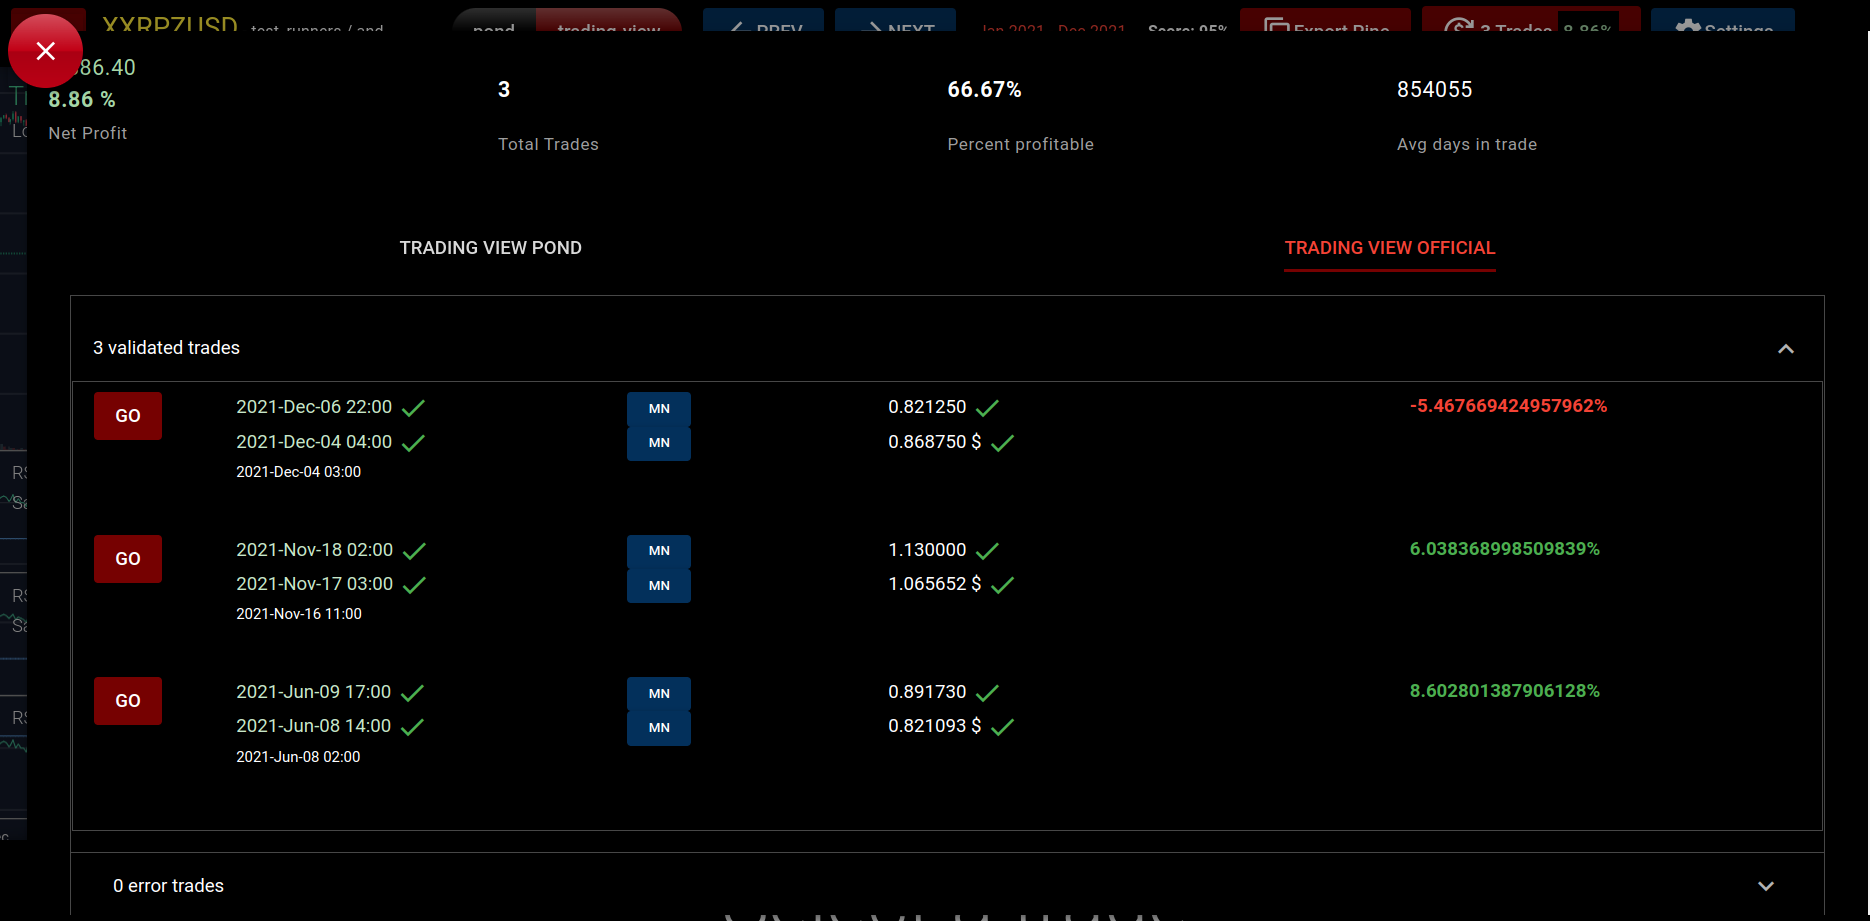 XXRPZUSD test_runners / and pond trading view PREV NEXT Jan 2021 - Dec 2021 Score: 95% Export Pine 3 Trades 8.86% Settings
86.40
8.86 %
Net Profit
3
Total Trades
66.67%
Percent profitable
854055
Avg days in trade
TRADING VIEW POND
TRADING VIEW OFFICIAL
3 validated trades
GO 2021-Dec-06 22:00 MN 0.821250 -5.467669424957962%
2021-Dec-04 04:00 MN 0.868750 $
2021-Dec-04 03:00
GO 2021-Nov-18 02:00 MN 1.130000 6.038368998509839%
2021-Nov-17 03:00 MN 1.065652 $
2021-Nov-16 11:00
GO 2021-Jun-09 17:00 MN 0.891730 8.602801387906128%
2021-Jun-08 14:00 MN 0.821093 $
2021-Jun-08 02:00
0 error trades